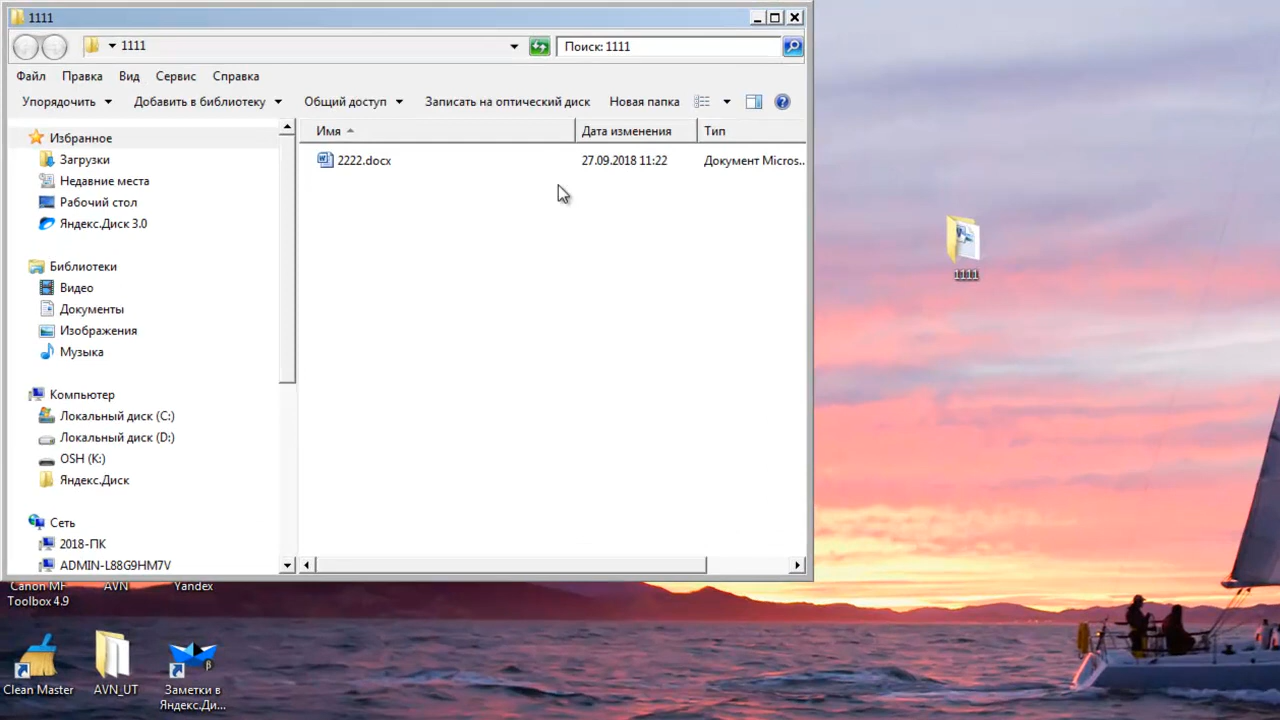 1111
1111
Поиск: 1111
Файл Правка Вид Сервис Справка
Упорядочить Добавить в библиотеку Общий доступ Записать на оптический диск Новая папка
Имя Дата изменения Тип
2222.docx 27.09.2018 11:22 Документ Micros...
Избранное
Загрузки
Недавние места
Рабочий стол
Яндекс.Диск 3.0
Библиотеки
Видео
Документы
Изображения
Музыка
Компьютер
Локальный диск (C:)
Локальный диск (D:)
OSH (K:)
Яндекс.Диск
Сеть
2018-ПК
ADMIN-L88G9HM7V
1111
Canon MF
Toolbox 4.9
AVN
Yandex
Clean Master
AVN_UT
Заметки в
Яндекс.Ди...